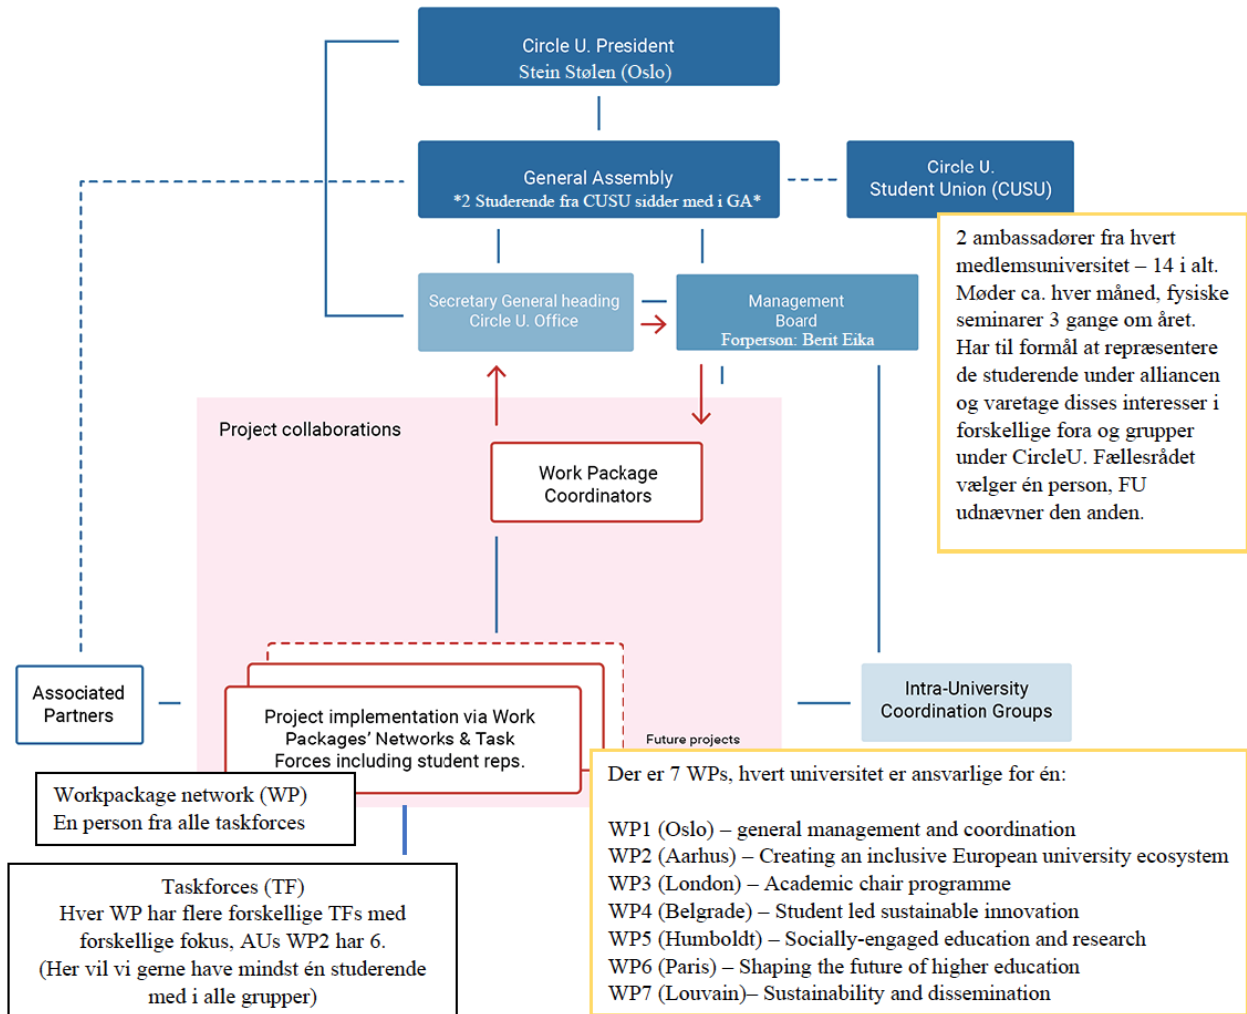 Circle U. President
Stein Stølen (Oslo)
General Assembly
*2 Studerende fra CUSU sidder med i GA*
Circle U.
Student Union (CUSU)
2 ambassadører fra hvert
medlemsuniversitet – 14 i alt.
Møder ca. hver måned, fysiske
seminarer 3 gange om året.
Har til formål at repræsentere
de studerende under alliancen
og varetage disses interesser i
forskellige fora og grupper
under CircleU. Fællesrådet
vælger én person, FU
udnævner den anden.
Secretary General heading
Circle U. Office
Management
Board
Forperson: Berit Eika
Project collaborations
Work Package
Coordinators
Associated
Partners
Project implementation via Work
Packages' Networks & Task
Forces including student reps.
Future projects
Intra-University
Coordination Groups
Workpackage network (WP)
En person fra alle taskforces
Taskforces (TF)
Hver WP har flere forskellige TFs med
forskellige fokus, AUs WP2 har 6.
(Her vil vi gerne have mindst én studerende
med i alle grupper)
Der er 7 WPs, hvert universitet er ansvarlige for én:
WP1 (Oslo) – general management and coordination
WP2 (Aarhus) – Creating an inclusive European university ecosystem
WP3 (London) – Academic chair programme
WP4 (Belgrade) – Student led sustainable innovation
WP5 (Humboldt) – Socially-engaged education and research
WP6 (Paris) – Shaping the future of higher education
WP7 (Louvain)– Sustainability and dissemination